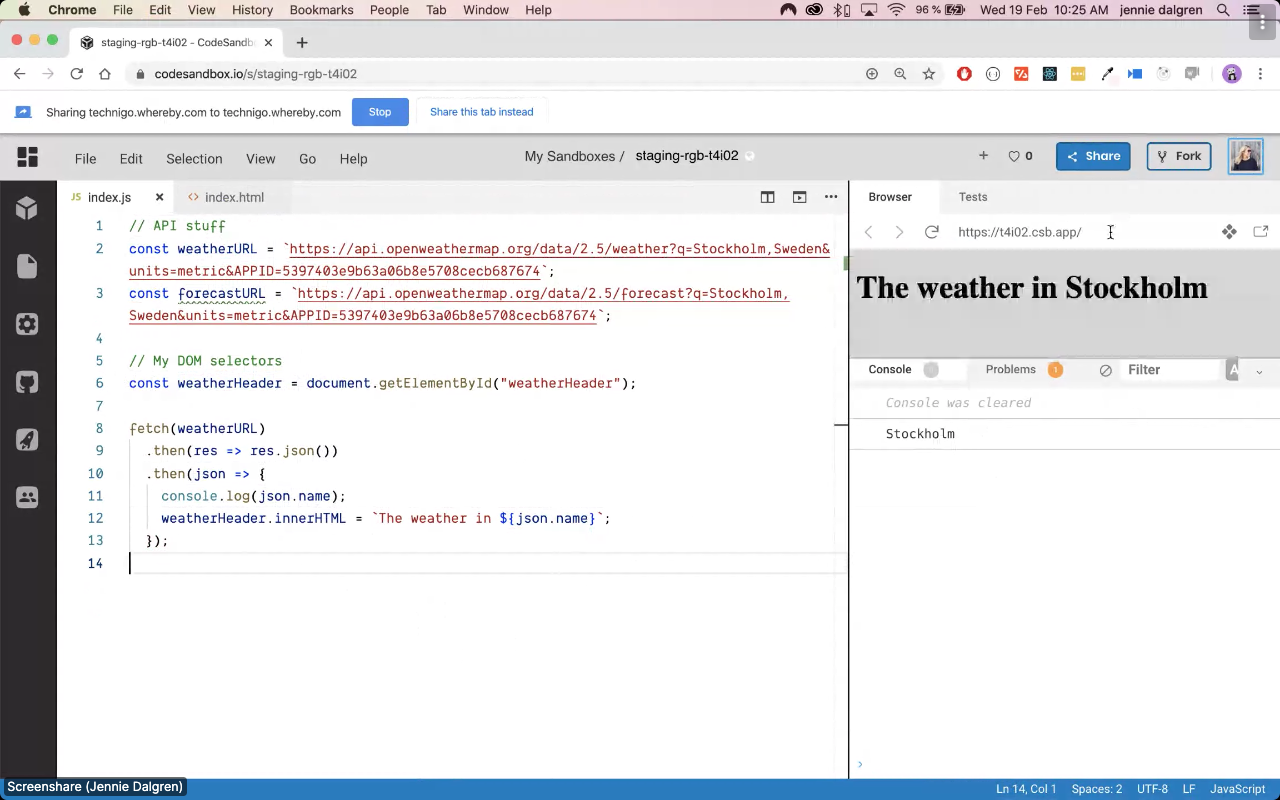 Chrome File Edit View History Bookmarks People Tab Window Help 96 % Wed 19 Feb 10:25 AM jennie dalgren
staging-rgb-t4i02 - CodeSandb
codesandbox.io/s/staging-rgb-t4i02
Sharing technigo.whereby.com to technigo.whereby.com Stop Share this tab instead
File Edit Selection View Go Help My Sandboxes / staging-rgb-t4i02 + 0 Share Fork
JS index.js <> index.html Browser Tests
https://t4i02.csb.app/
1 // API stuff
2 const weatherURL = `https://api.openweathermap.org/data/2.5/weather?q=Stockholm,Sweden&
units=metric&APPID=5397403e9b63a06b8e5708cecb687674`;
3 const forecastURL = `https://api.openweathermap.org/data/2.5/forecast?q=Stockholm,
Sweden&units=metric&APPID=5397403e9b63a06b8e5708cecb687674`;
4
5 // My DOM selectors
6 const weatherHeader = document.getElementById("weatherHeader");
7
8 fetch(weatherURL)
9 .then(res => res.json())
10 .then(json => {
11 console.log(json.name);
12 weatherHeader.innerHTML = `The weather in ${json.name}`;
13 });
14
The weather in Stockholm
Console Problems 1 Filter
Console was cleared
Stockholm
Screenshare (Jennie Dalgren)
Ln 14, Col 1 Spaces: 2 UTF-8 LF JavaScript